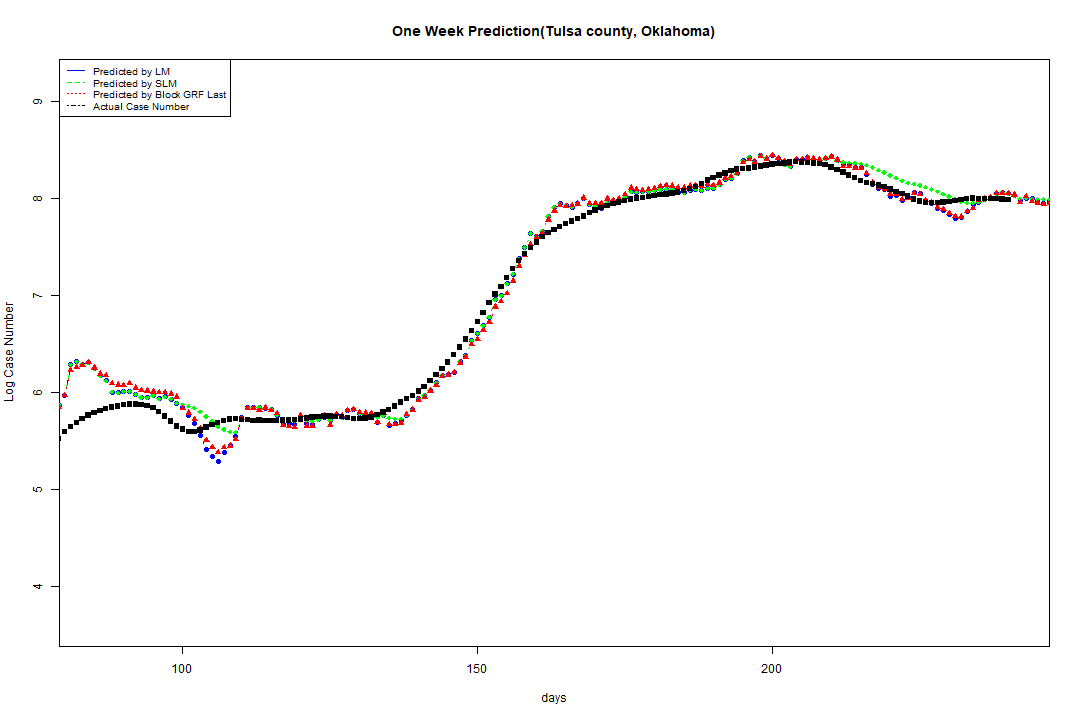 One Week Prediction(Tulsa county, Oklahoma)
Predicted by LM
Predicted by SLM
Predicted by Block GRF Last
Actual Case Number
9
8
7
6
5
4
Log Case Number
100 150 200
days